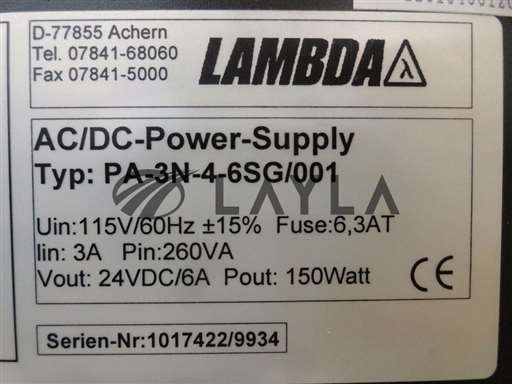 D-77855 Achern
Tel. 07841-68060
Fax 07841-5000
LAMBDA λ
AC/DC-Power-Supply
Typ: PA-3N-4-6SG/001
LAYLA
Uin:115V/60Hz ±15% Fuse:6,3AT
Iin: 3A Pin:260VA
Vout: 24VDC/6A Pout: 150Watt
CE
Serien-Nr:1017422/9934